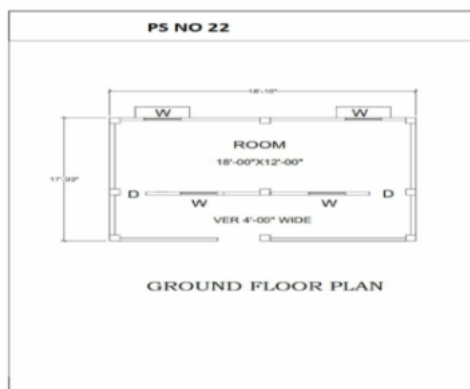 PS NO 22
W W
ROOM
18'-00"X12'-00"
D D
W W
VER 4'-00" WIDE
GROUND FLOOR PLAN